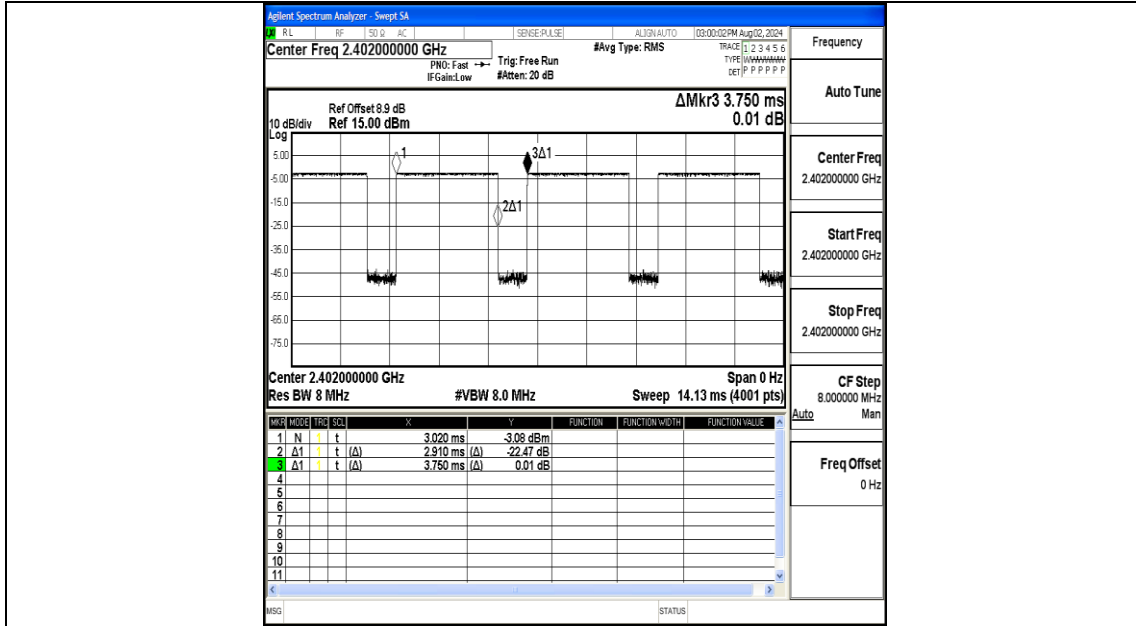 Agilent Spectrum Analyzer - Swept SA
LXI RL RF 50 Ω AC SENSE:PULSE ALIGN AUTO 03:00:02 PM Aug 02, 2024
Center Freq 2.402000000 GHz
#Avg Type: RMS
TRACE 1 2 3 4 5 6
PNO: Fast
Trig: Free Run
TYPE
IFGain:Low
#Atten: 20 dB
DET P P P P P P
ΔMkr3 3.750 ms
0.01 dB
Ref Offset 8.9 dB
10 dB/div Ref 15.00 dBm
Log
5.00
-5.00
-15.0
-25.0
-35.0
-45.0
-55.0
-65.0
-75.0
1
3Δ1
2Δ1
Center 2.402000000 GHz Span 0 Hz
Res BW 8 MHz #VBW 8.0 MHz Sweep 14.13 ms (4001 pts)
MKR MODE TRC SCL X Y FUNCTION FUNCTION WIDTH FUNCTION VALUE
1 N 1 t 3.020 ms -3.08 dBm
2 Δ1 1 t (Δ) 2.910 ms (Δ) -22.47 dB
3 Δ1 1 t (Δ) 3.750 ms (Δ) 0.01 dB
4
5
6
7
8
9
10
11
MSG STATUS
Frequency
Auto Tune
Center Freq
2.402000000 GHz
Start Freq
2.402000000 GHz
Stop Freq
2.402000000 GHz
CF Step
8.000000 MHz
Auto Man
Freq Offset
0 Hz